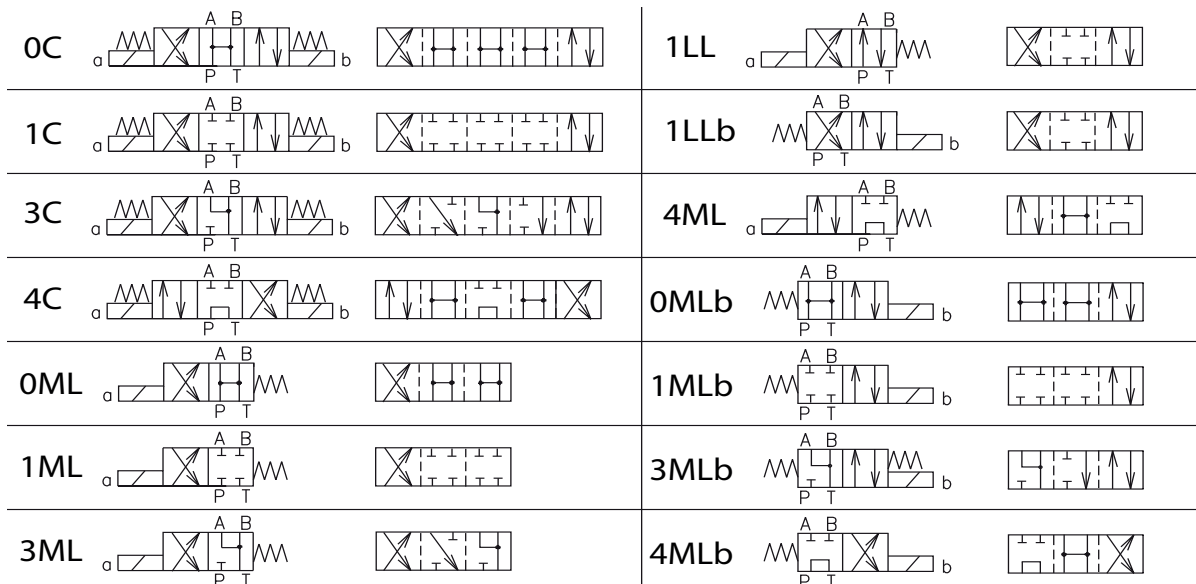 A B
0C a b
P T
A B
1C a b
P T
A B
3C a b
P T
A B
4C a b
P T
A B
0ML a
P T
A B
1ML a
P T
A B
3ML a
P T
A B
1LL a
P T
A B
1LLb b
P T
A B
4ML a
P T
A B
0MLb b
P T
A B
1MLb b
P T
A B
3MLb b
P T
A B
4MLb b
P T